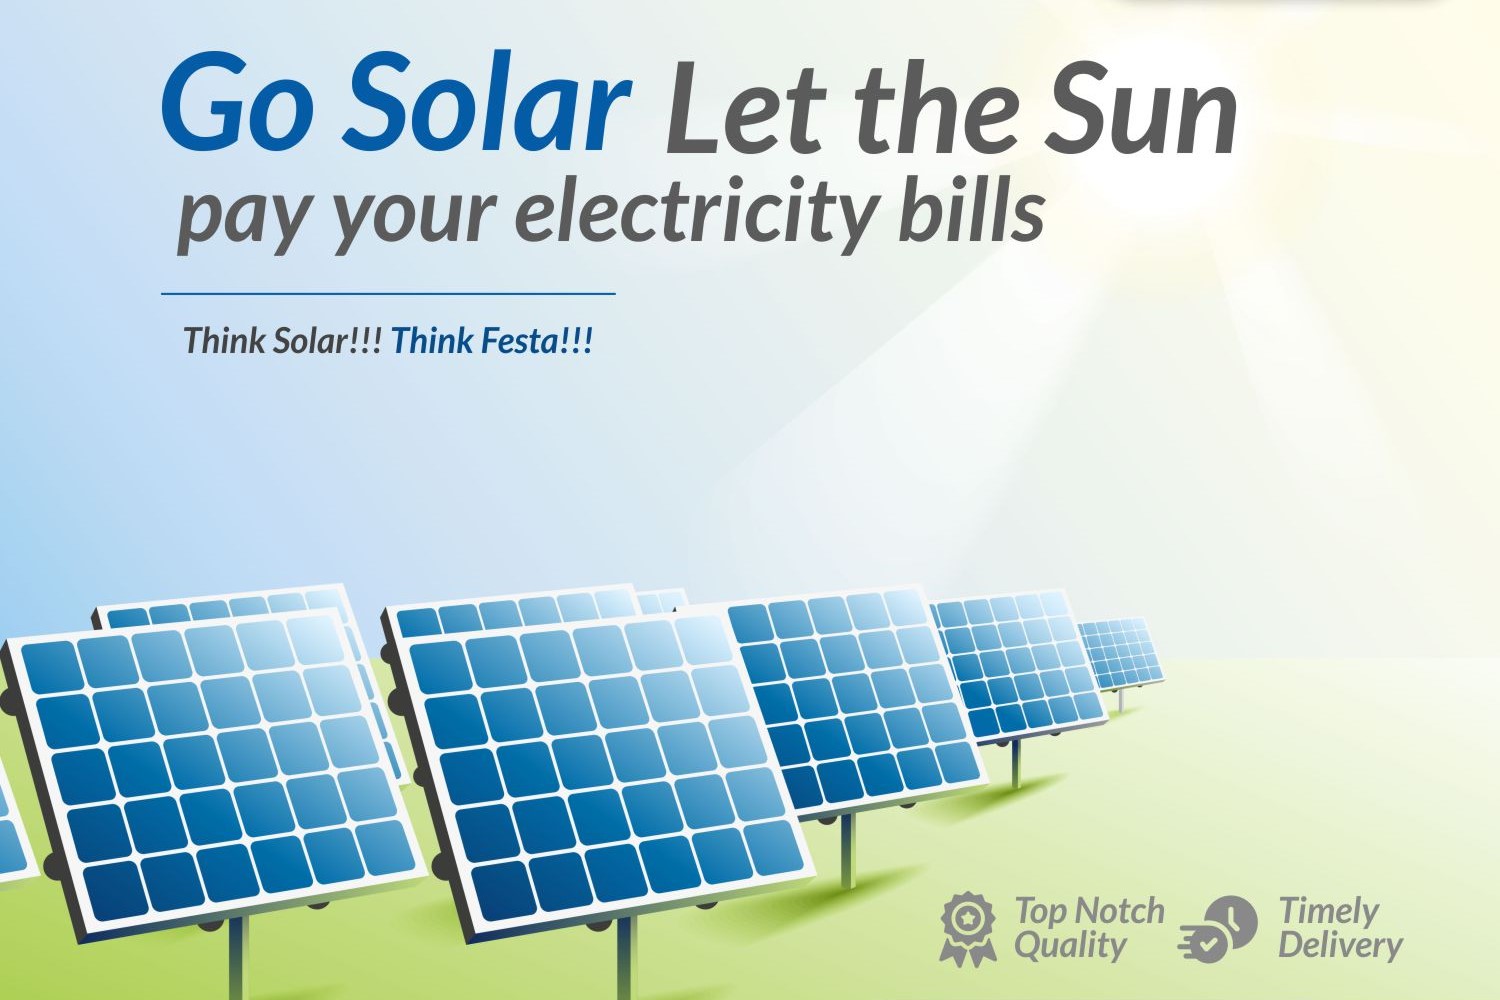 Go Solar Let the Sun
pay your electricity bills
Think Solar!!! Think Festa!!!
Top Notch
Quality
Timely
Delivery